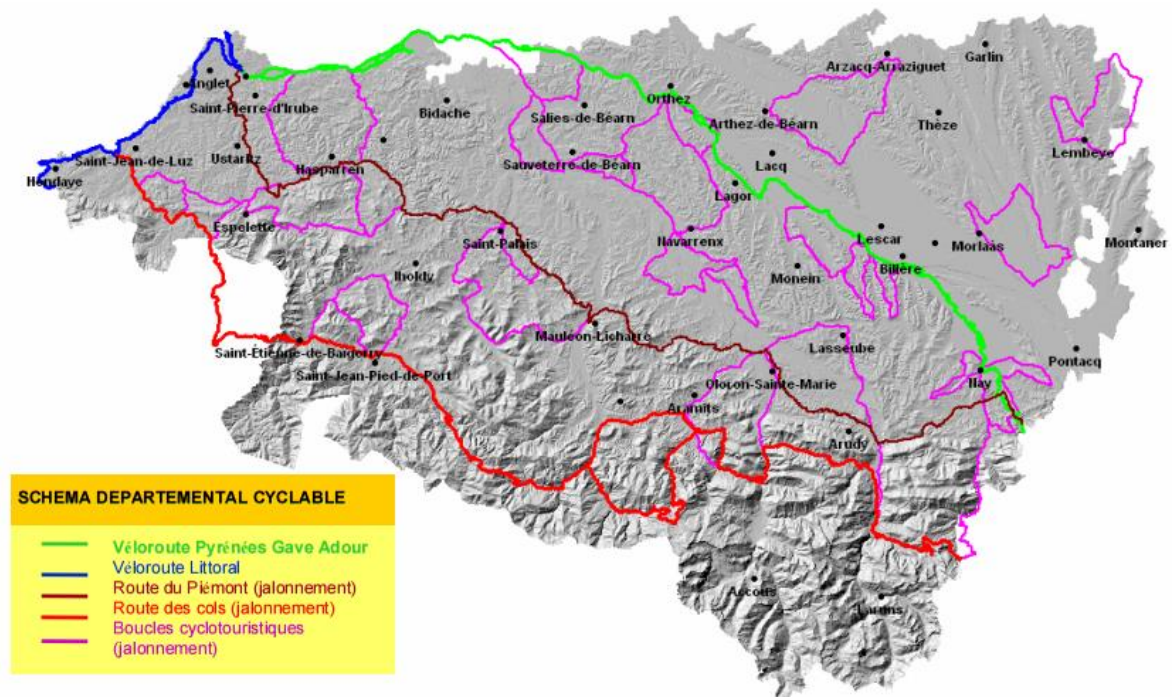 Garlin
Arzacq-Arraziguet
Anglet
Orthez
Saint-Pierre-d'Irube
Bidache
Salies-de-Béarn
Arthez-de-Béarn
Thèze
Saint-Jean-de-Luz
Ustaritz
Hasparren
Sauveterre-de-Béarn
Lacq
Lembeye
Hendaye
Lagor
Espelette
Saint-Palais
Navarrenx
Lescar
Morlaàs
Montaner
Iholdy
Monein
Billère
Mauléon-Licharre
Lasseube
Saint-Étienne-de-Baïgorry
Pontacq
Saint-Jean-Pied-de-Port
Oloron-Sainte-Marie
Nay
Aramits
Arudy
Accous
Laruns
SCHEMA DEPARTEMENTAL CYCLABLE
Véloroute Pyrénées Gave Adour
Véloroute Littoral
Route du Piémont (jalonnement)
Route des cols (jalonnement)
Boucles cyclotouristiques
(jalonnement)